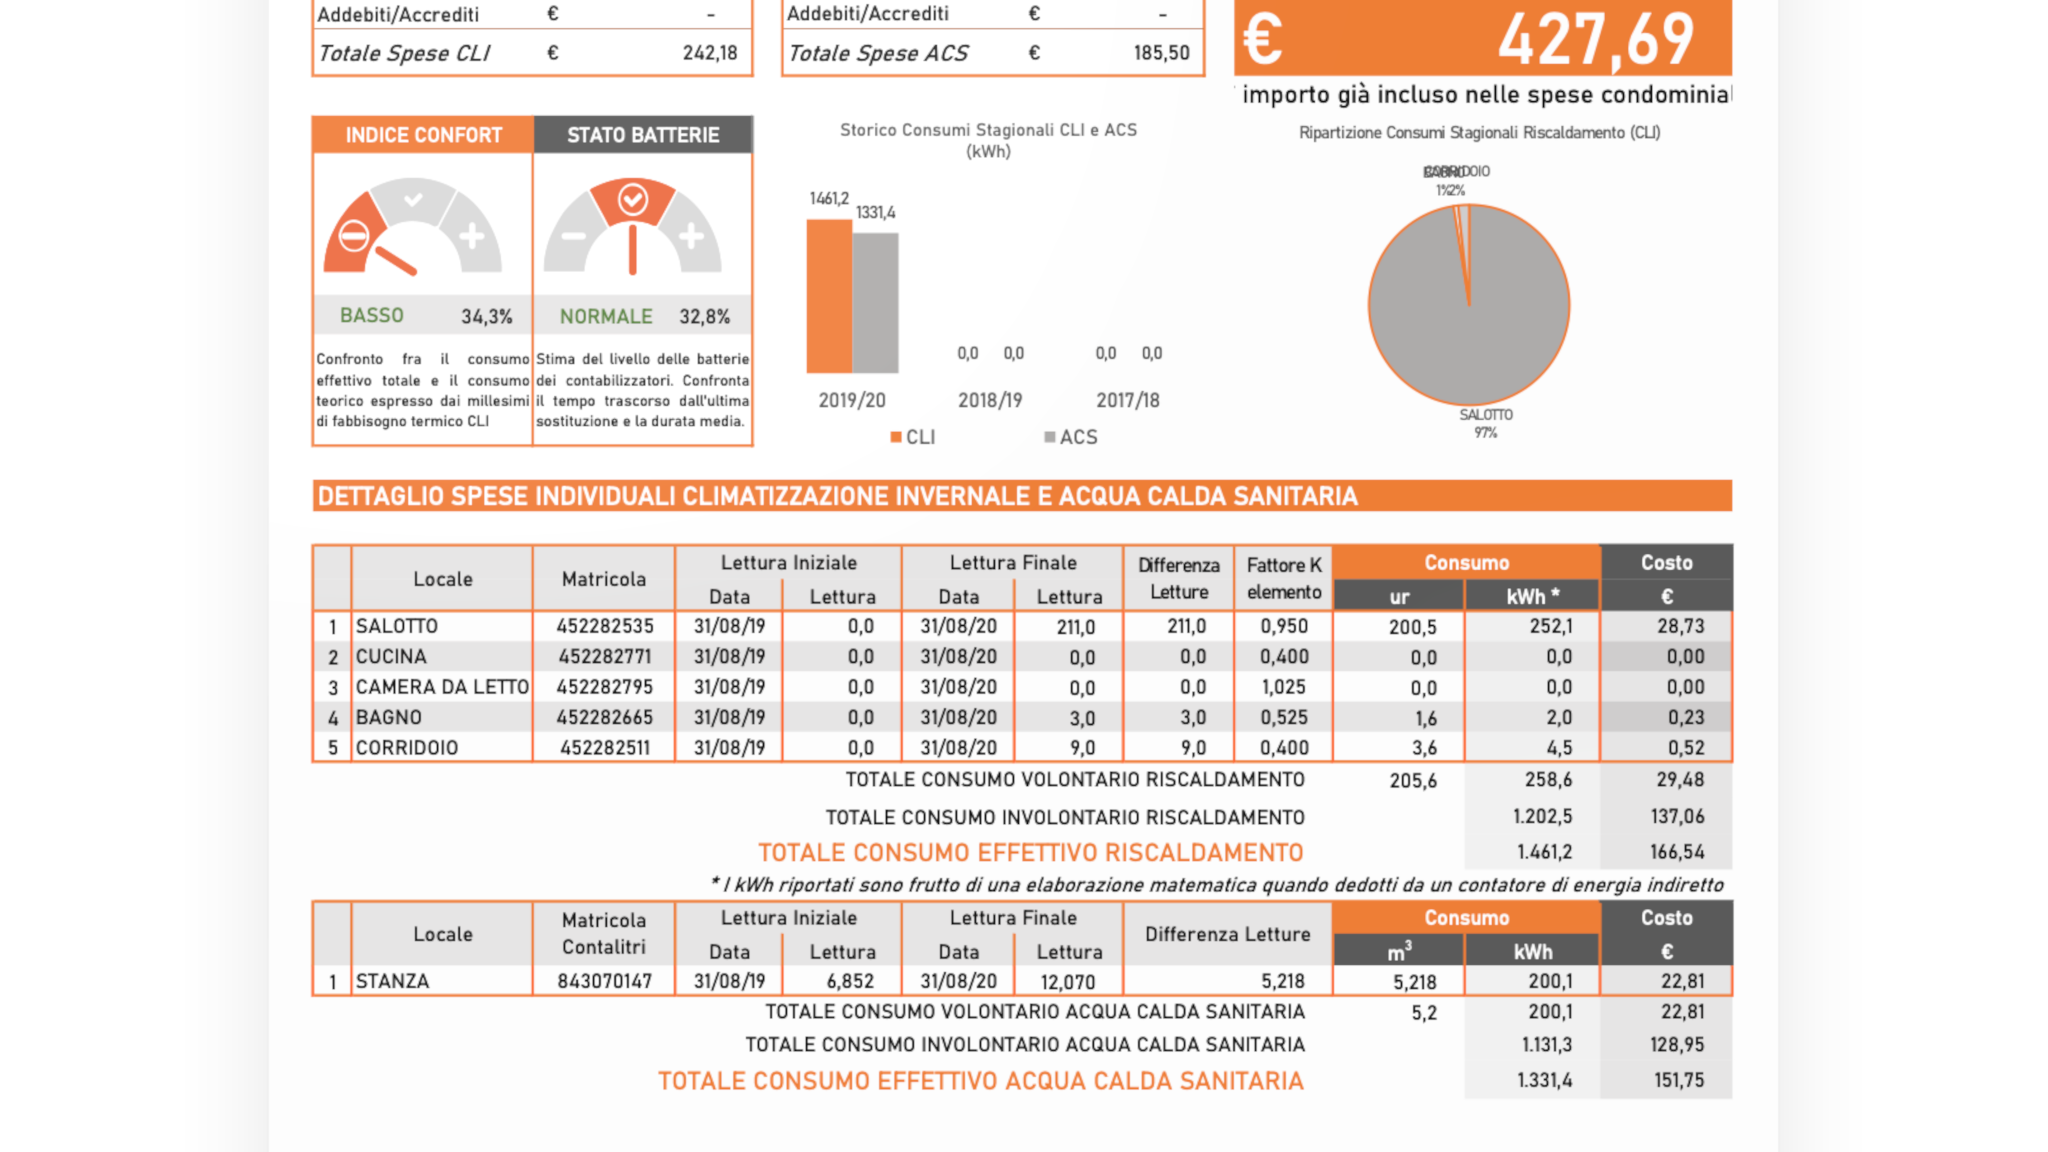 Addebiti/Accrediti € -
Totale Spese CLI € 242,18
Addebiti/Accrediti € -
Totale Spese ACS € 185,50
€ 427,69
importo già incluso nelle spese condominial
INDICE CONFORT
BASSO 34,3%
Confronto fra il consumo
effettivo totale e il consumo
teorico espresso dai millesimi
di fabbisogno termico CLI
STATO BATTERIE
NORMALE 32,8%
Stima del livello delle batterie
dei contabilizzatori. Confronta
il tempo trascorso dall'ultima
sostituzione e la durata media.
Storico Consumi Stagionali CLI e ACS
(kWh)
1461,2
1331,4
0,0 0,0 0,0 0,0
2019/20 2018/19 2017/18
CLI ACS
Ripartizione Consumi Stagionali Riscaldamento (CLI)
CORRIDOIO
1% 2%
SALOTTO
97%
DETTAGLIO SPESE INDIVIDUALI CLIMATIZZAZIONE INVERNALE E ACQUA CALDA SANITARIA
Locale Matricola Lettura Iniziale Lettura Finale Differenza Letture Fattore K elemento Consumo Costo
Data Lettura Data Lettura ur kWh * €
1 SALOTTO 452282535 31/08/19 0,0 31/08/20 211,0 211,0 0,950 200,5 252,1 28,73
2 CUCINA 452282771 31/08/19 0,0 31/08/20 0,0 0,0 0,400 0,0 0,0 0,00
3 CAMERA DA LETTO 452282795 31/08/19 0,0 31/08/20 0,0 0,0 1,025 0,0 0,0 0,00
4 BAGNO 452282665 31/08/19 0,0 31/08/20 3,0 3,0 0,525 1,6 2,0 0,23
5 CORRIDOIO 452282511 31/08/19 0,0 31/08/20 9,0 9,0 0,400 3,6 4,5 0,52
TOTALE CONSUMO VOLONTARIO RISCALDAMENTO 205,6 258,6 29,48
TOTALE CONSUMO INVOLONTARIO RISCALDAMENTO 1.202,5 137,06
TOTALE CONSUMO EFFETTIVO RISCALDAMENTO 1.461,2 166,54
* I kWh riportati sono frutto di una elaborazione matematica quando dedotti da un contatore di energia indiretto
Locale Matricola Contalitri Lettura Iniziale Lettura Finale Differenza Letture Consumo Costo
Data Lettura Data Lettura m³ kWh €
1 STANZA 843070147 31/08/19 6,852 31/08/20 12,070 5,218 5,218 200,1 22,81
TOTALE CONSUMO VOLONTARIO ACQUA CALDA SANITARIA 5,2 200,1 22,81
TOTALE CONSUMO INVOLONTARIO ACQUA CALDA SANITARIA 1.131,3 128,95
TOTALE CONSUMO EFFETTIVO ACQUA CALDA SANITARIA 1.331,4 151,75